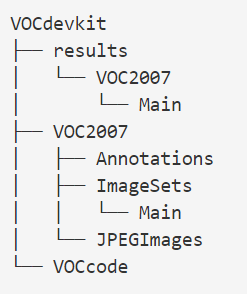 VOCdevkit
├── results
│   └── VOC2007
│       └── Main
├── VOC2007
│   ├── Annotations
│   ├── ImageSets
│   │   └── Main
│   └── JPEGImages
└── VOCcode